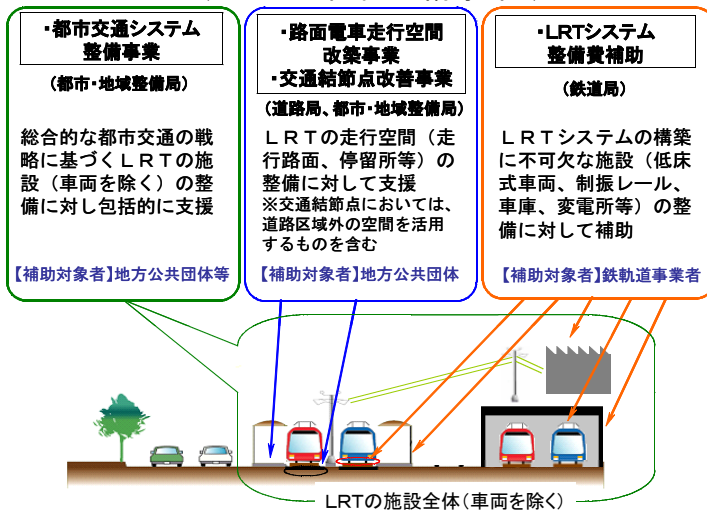 ・都市交通システム
整備事業
(都市・地域整備局)
総合的な都市交通の戦
略に基づくＬＲＴの施
設（車両を除く）の整
備に対し包括的に支援
【補助対象者】地方公共団体等
・路面電車走行空間
改築事業
・交通結節点改善事業
(道路局、都市・地域整備局)
ＬＲＴの走行空間（走
行路面、停留所等）の
整備に対して支援
※交通結節点においては、
道路区域外の空間を活用
するものを含む
【補助対象者】地方公共団体
・LRTシステム
整備費補助
(鉄道局)
ＬＲＴシステムの構築
に不可欠な施設（低床
式車両、制振レール、
車庫、変電所等）の整
備に対して補助
【補助対象者】鉄軌道事業者
ＬＲＴの施設全体(車両を除く)